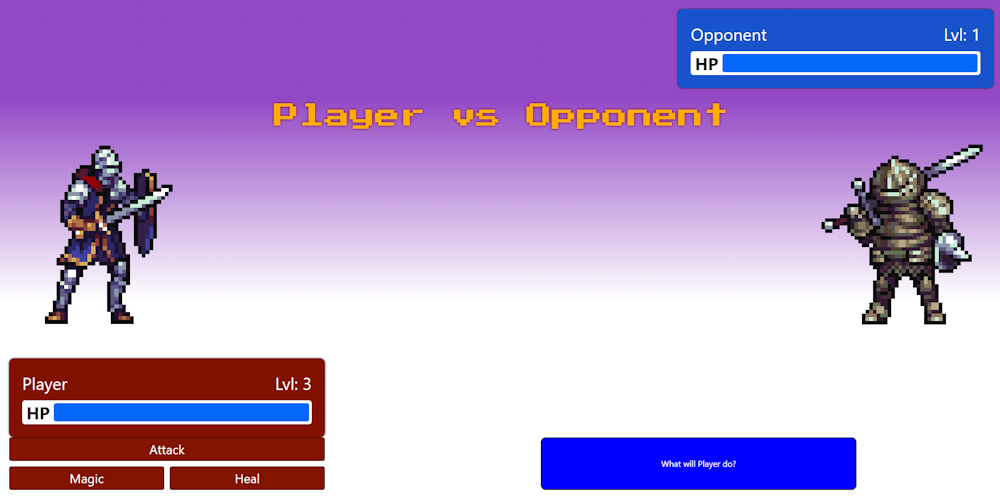 Opponent Lvl: 1
HP
Player vs Opponent
Player Lvl: 3
HP
Attack
Magic Heal
What will Player do?